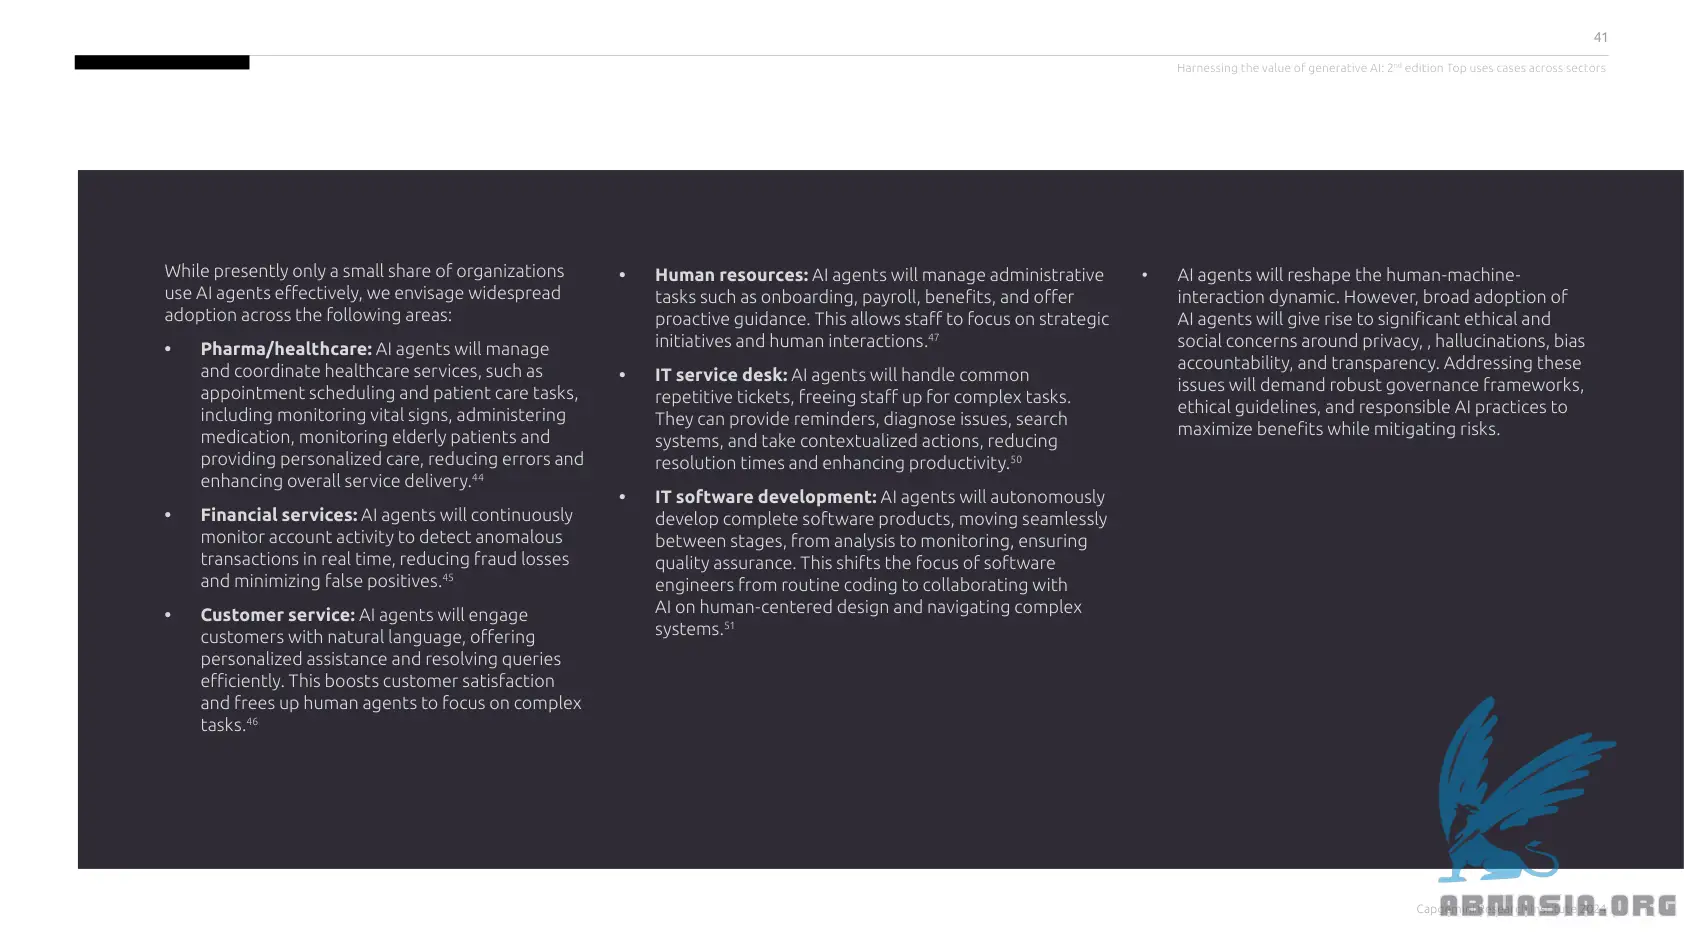 41
Harnessing the value of generative AI: 2nd edition Top uses cases across sectors
While presently only a small share of organizations
use AI agents effectively, we envisage widespread
adoption across the following areas:
• Pharma/healthcare: AI agents will manage
and coordinate healthcare services, such as
appointment scheduling and patient care tasks,
including monitoring vital signs, administering
medication, monitoring elderly patients and
providing personalized care, reducing errors and
enhancing overall service delivery.44
• Financial services: AI agents will continuously
monitor account activity to detect anomalous
transactions in real time, reducing fraud losses
and minimizing false positives.45
• Customer service: AI agents will engage
customers with natural language, offering
personalized assistance and resolving queries
efficiently. This boosts customer satisfaction
and frees up human agents to focus on complex
tasks.46
• Human resources: AI agents will manage administrative
tasks such as onboarding, payroll, benefits, and offer
proactive guidance. This allows staff to focus on strategic
initiatives and human interactions.47
• IT service desk: AI agents will handle common
repetitive tickets, freeing staff up for complex tasks.
They can provide reminders, diagnose issues, search
systems, and take contextualized actions, reducing
resolution times and enhancing productivity.50
• IT software development: AI agents will autonomously
develop complete software products, moving seamlessly
between stages, from analysis to monitoring, ensuring
quality assurance. This shifts the focus of software
engineers from routine coding to collaborating with
AI on human-centered design and navigating complex
systems.51
• AI agents will reshape the human-machine-
interaction dynamic. However, broad adoption of
AI agents will give rise to significant ethical and
social concerns around privacy, , hallucinations, bias
accountability, and transparency. Addressing these
issues will demand robust governance frameworks,
ethical guidelines, and responsible AI practices to
maximize benefits while mitigating risks.
ABNASIA.ORG